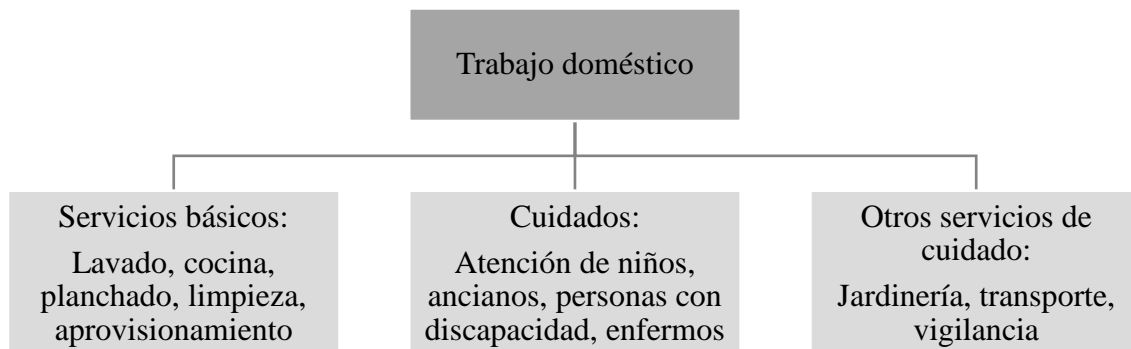 Trabajo doméstico
Servicios básicos:
Lavado, cocina,
planchado, limpieza,
aprovisionamiento
Cuidados:
Atención de niños,
ancianos, personas con
discapacidad, enfermos
Otros servicios de
cuidado:
Jardinería, transporte,
vigilancia